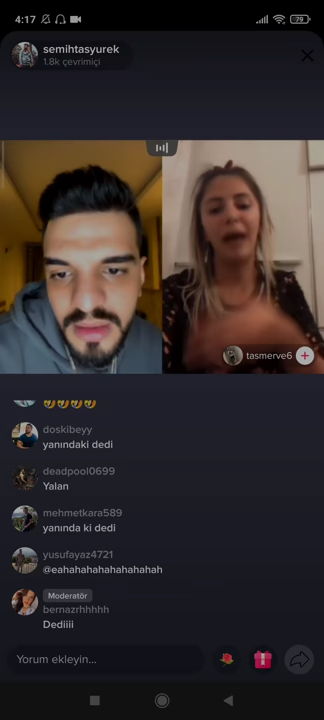 4:17
79
semihtasyurek
1.8k çevrimiçi
tasmerve6
doskibeyy
yanındaki dedi
deadpool0699
Yalan
mehmetkara589
yanında ki dedi
yusufayaz4721
@eahahahahahahahah
Moderatör
bernazrhhhhh
Dediiii
Yorum ekleyin...